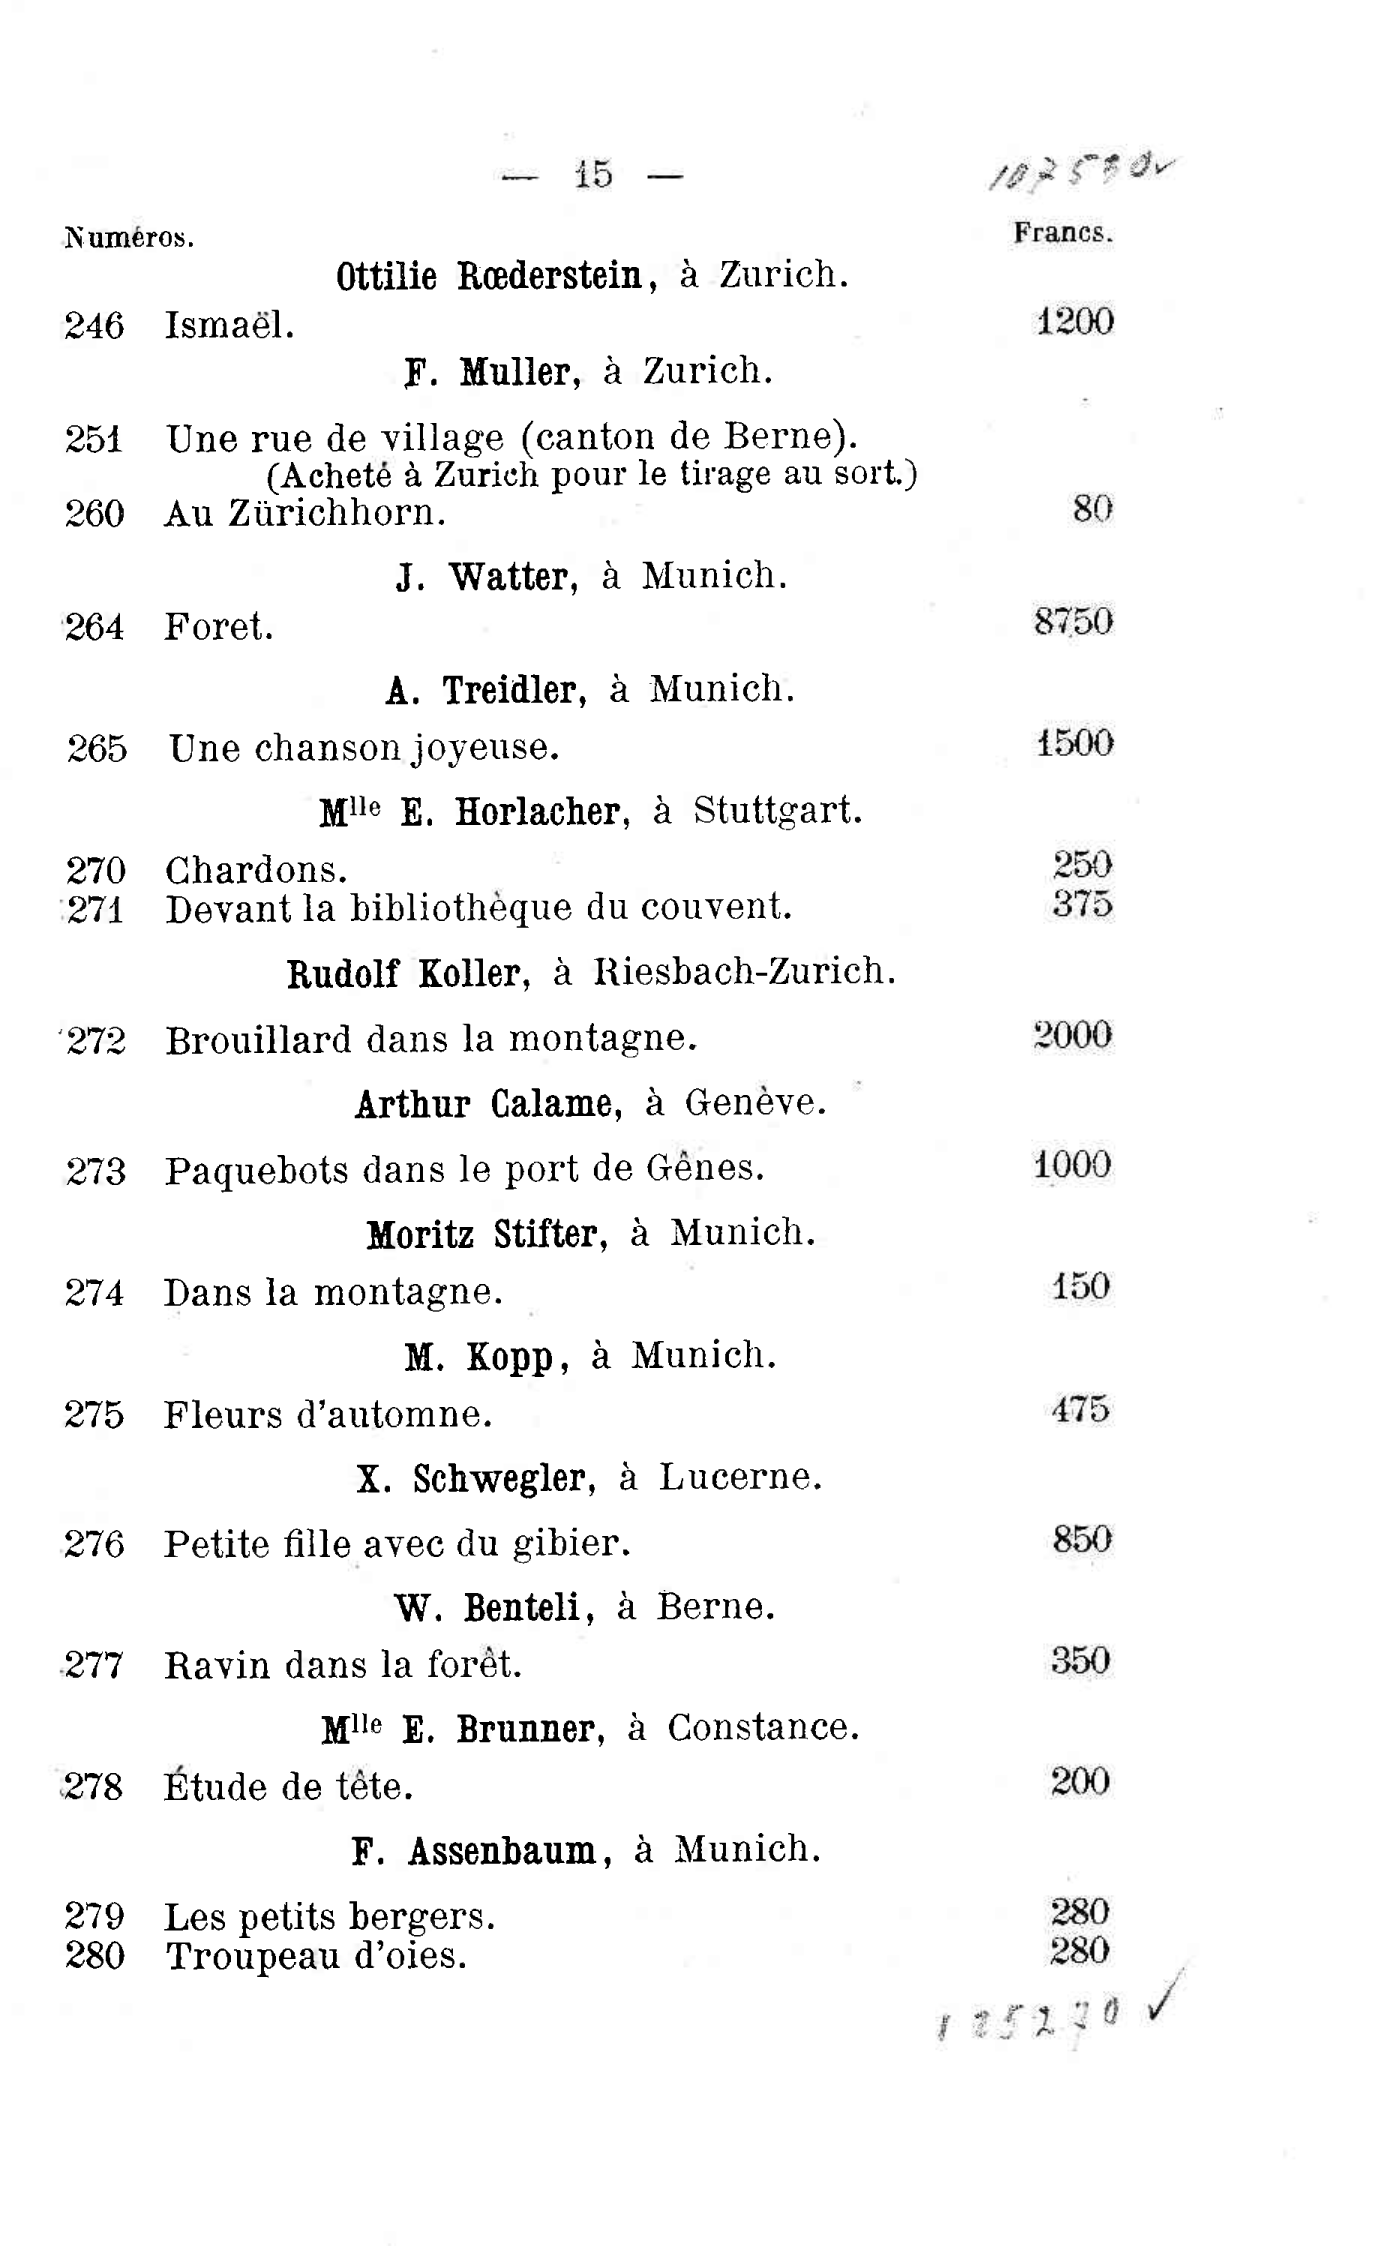 — 15 —
107530✓
Numéros.
Francs.
Ottilie Rœderstein, à Zurich.
246 Ismaël. 1200
F. Muller, à Zurich.
251 Une rue de village (canton de Berne).
(Acheté à Zurich pour le tirage au sort.)
260 Au Zürichhorn. 80
J. Watter, à Munich.
264 Foret. 8750
A. Treidler, à Munich.
265 Une chanson joyeuse. 1500
Mlle E. Horlacher, à Stuttgart.
270 Chardons. 250
271 Devant la bibliothèque du couvent. 375
Rudolf Koller, à Riesbach-Zurich.
272 Brouillard dans la montagne. 2000
Arthur Calame, à Genève.
273 Paquebots dans le port de Gênes. 1000
Moritz Stifter, à Munich.
274 Dans la montagne. 150
M. Kopp, à Munich.
275 Fleurs d'automne. 475
X. Schwegler, à Lucerne.
276 Petite fille avec du gibier. 850
W. Benteli, à Berne.
277 Ravin dans la forêt. 350
Mlle E. Brunner, à Constance.
278 Étude de tête. 200
F. Assenbaum, à Munich.
279 Les petits bergers. 280
280 Troupeau d'oies. 280
125270 ✓